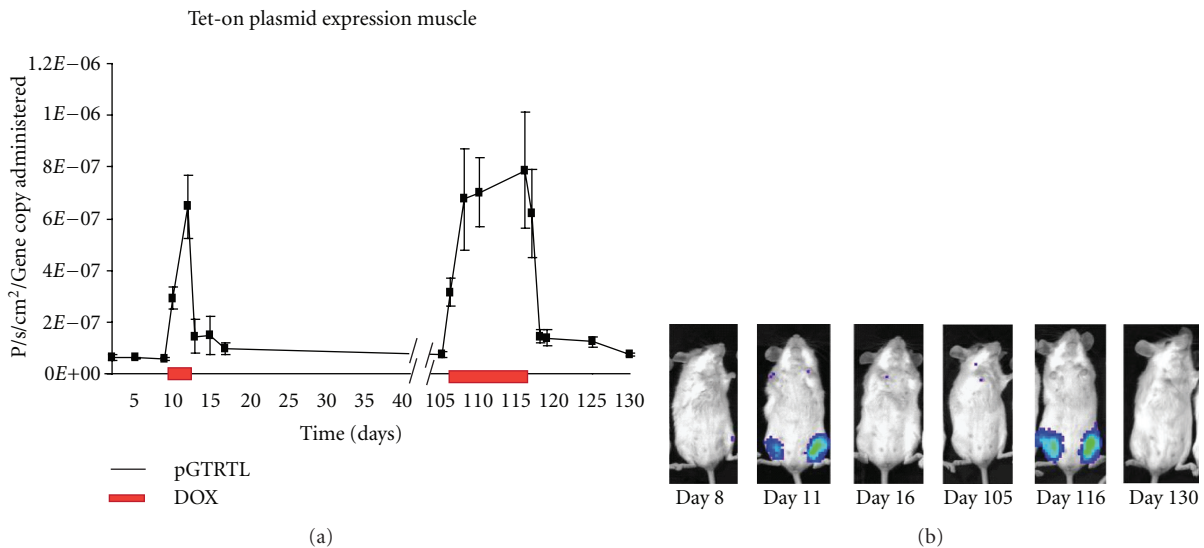 Tet-on plasmid expression muscle
P/s/cm²/Gene copy administered
1.2E−06
1E−06
8E−07
6E−07
4E−07
2E−07
0E+00
5 10 15 20 25 30 35 40 105 110 115 120 125 130
Time (days)
pGTRTL
DOX
(a)
Day 8 Day 11 Day 16 Day 105 Day 116 Day 130
(b)